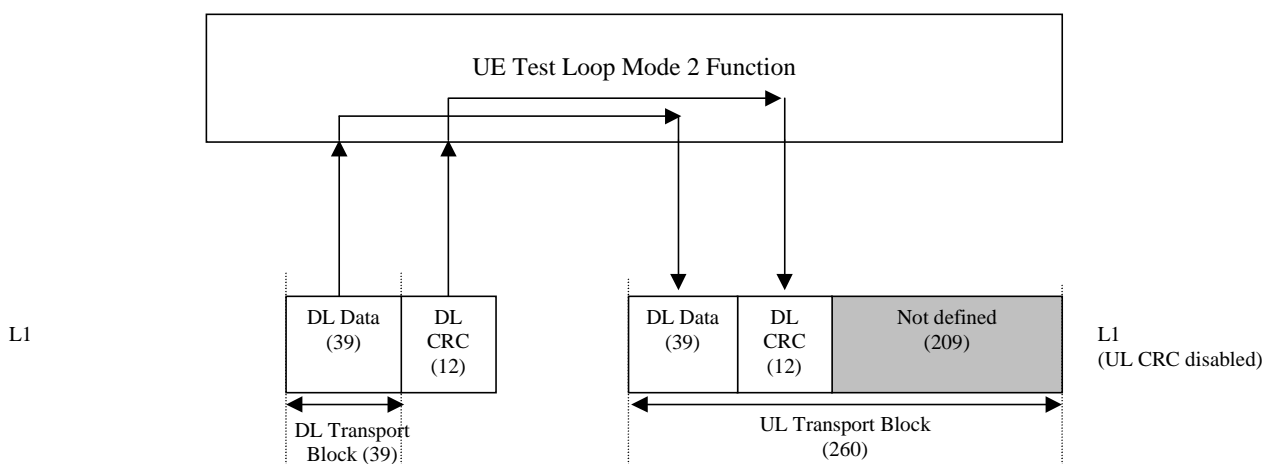 UE Test Loop Mode 2 Function
L1
DL Data
(39)
DL
CRC
(12)
DL Transport
Block (39)
DL Data
(39)
DL
CRC
(12)
Not defined
(209)
UL Transport Block
(260)
L1
(UL CRC disabled)